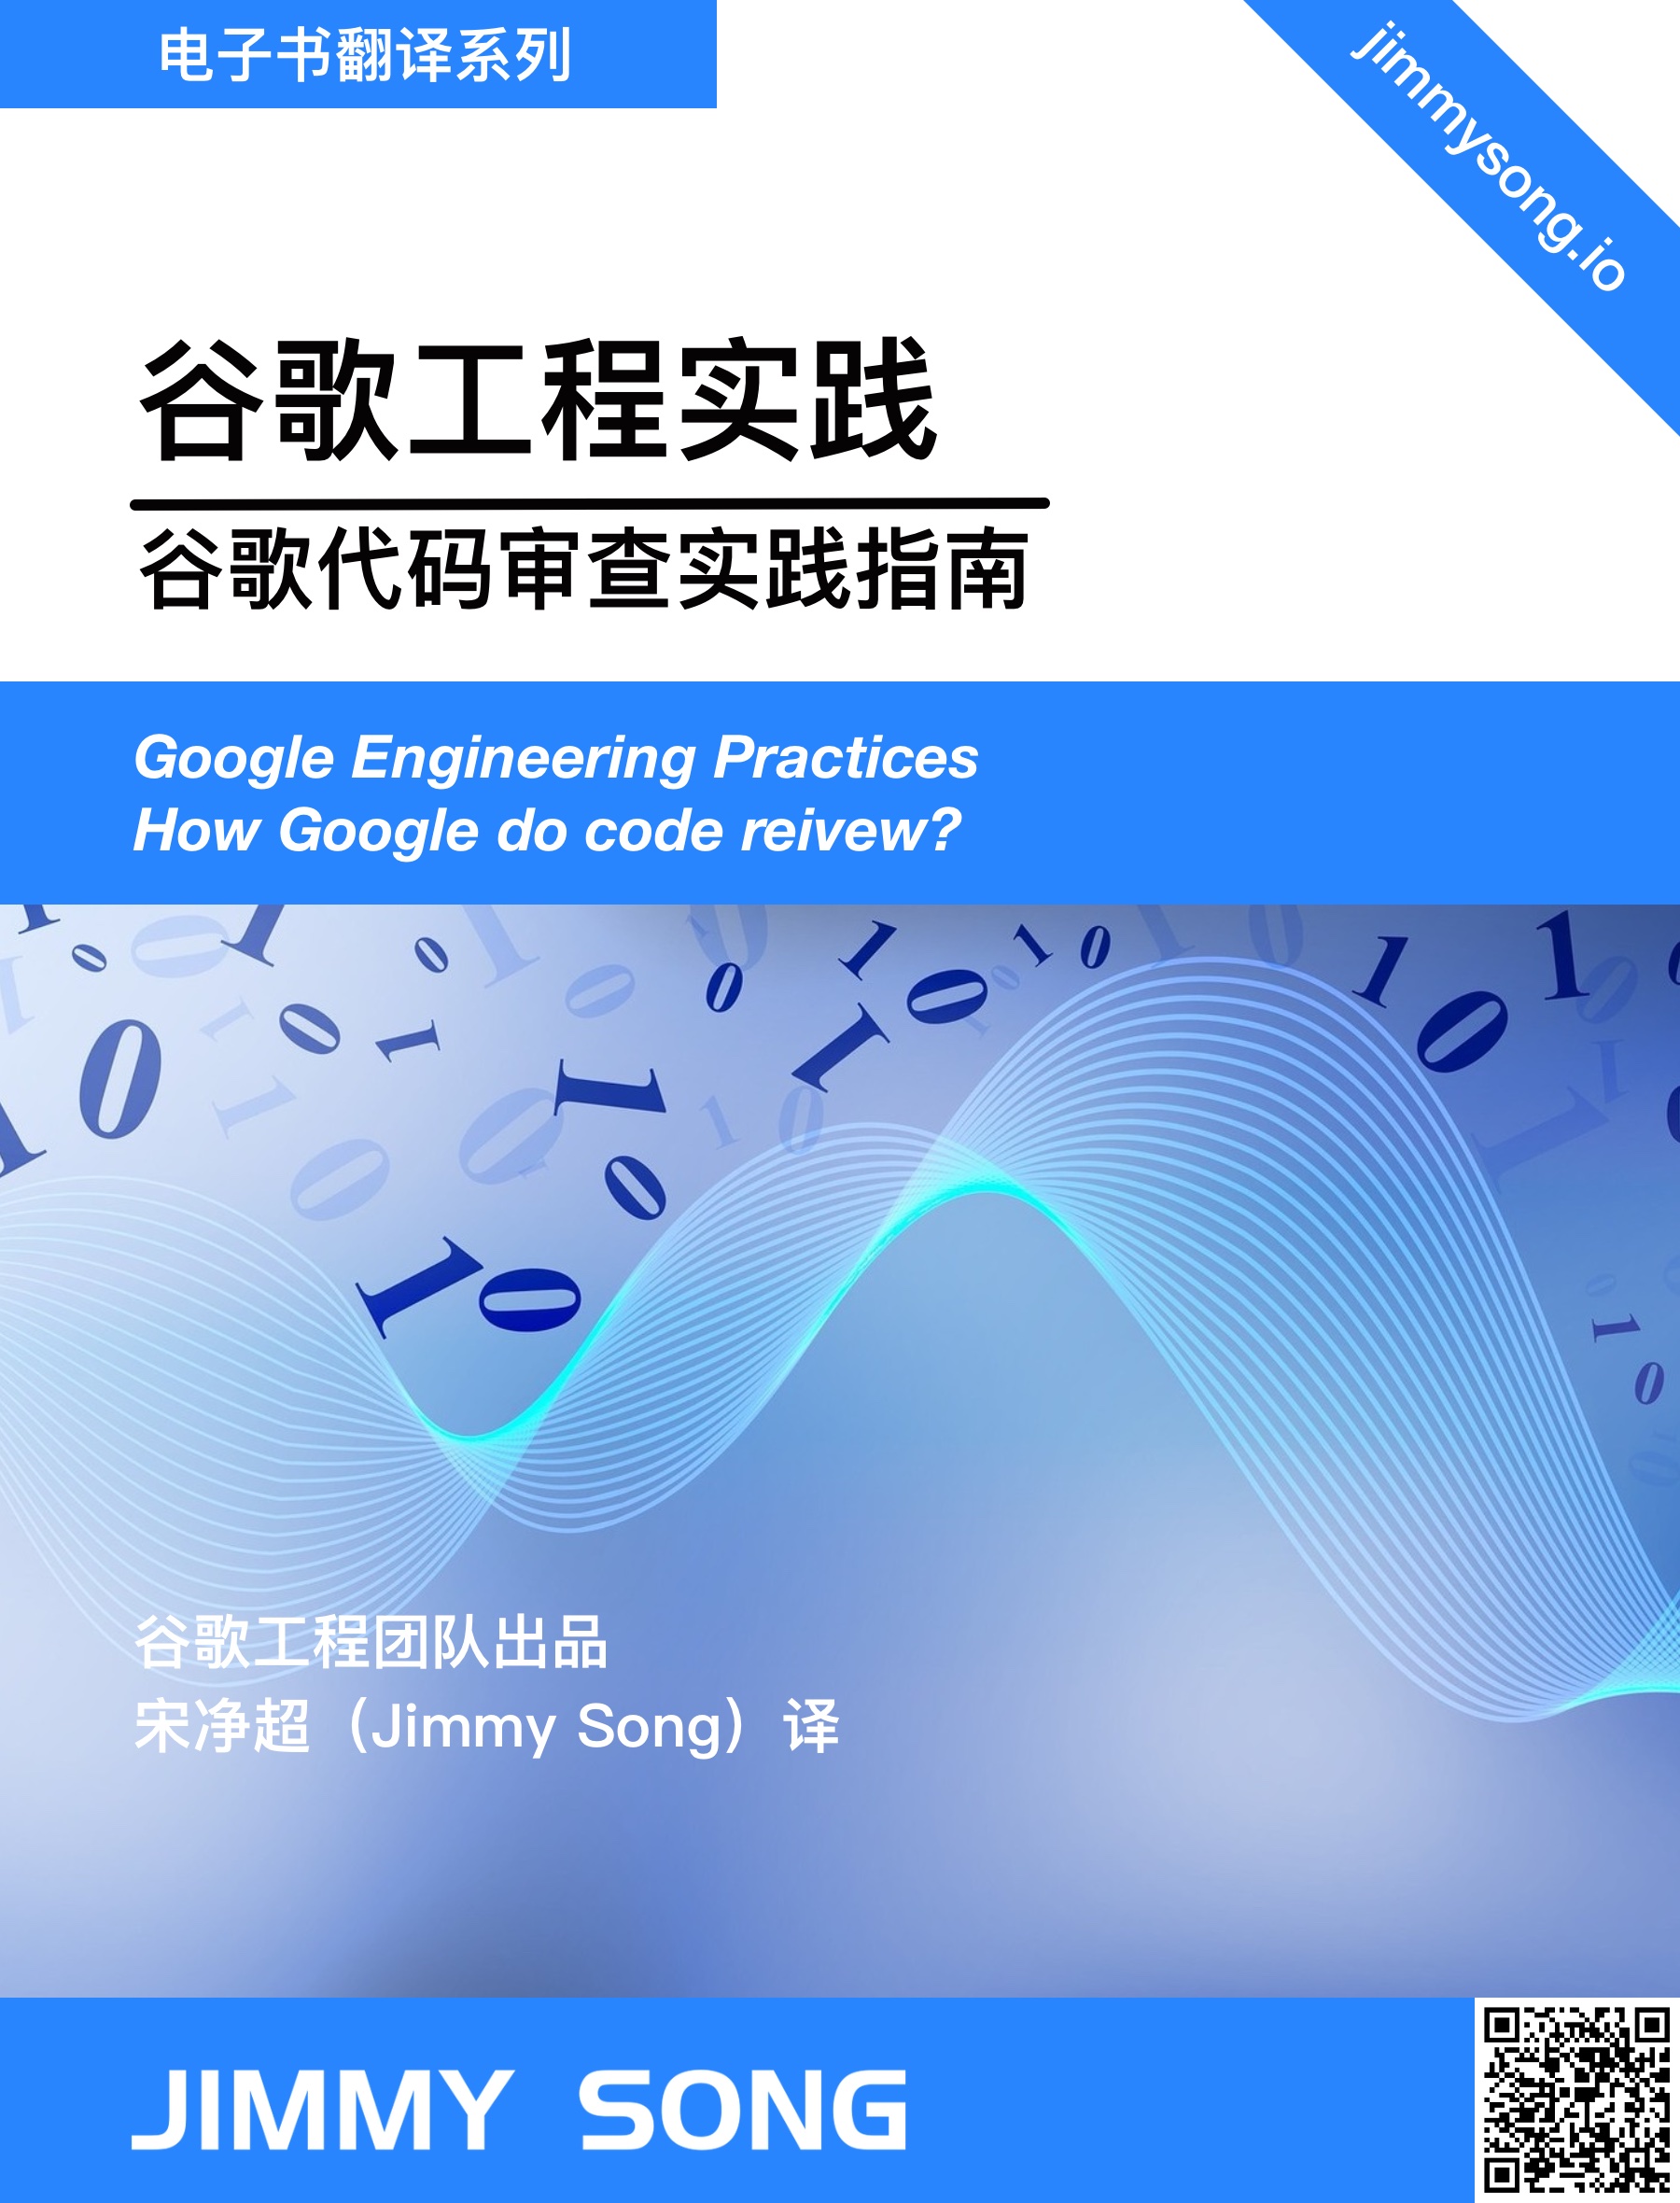 电子书翻译系列
jimmysong.io
谷歌工程实践
谷歌代码审查实践指南
Google Engineering Practices
How Google do code reivew?
谷歌工程团队出品
宋净超（Jimmy Song）译
JIMMY SONG